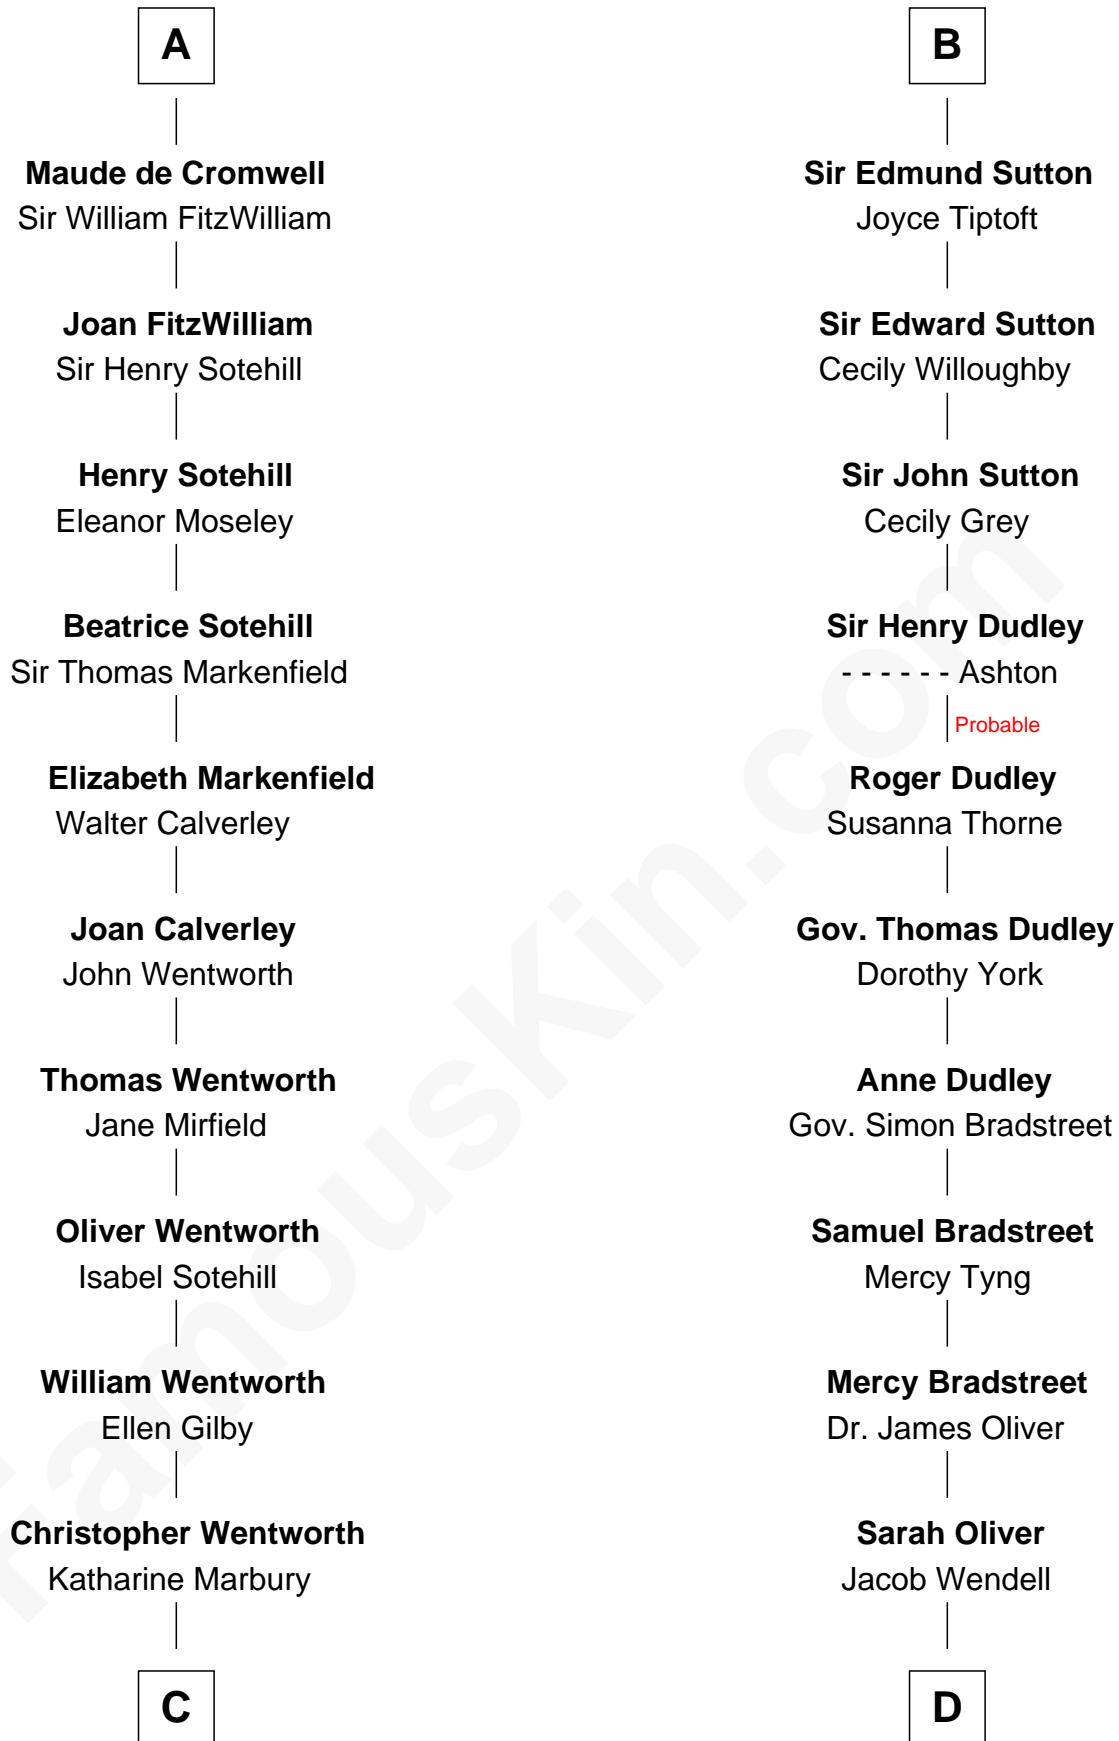 A
Maude de Cromwell
Sir William FitzWilliam
Joan FitzWilliam
Sir Henry Sotehill
Henry Sotehill
Eleanor Moseley
Beatrice Sotehill
Sir Thomas Markenfield
Elizabeth Markenfield
Walter Calverley
Joan Calverley
John Wentworth
Thomas Wentworth
Jane Mirfield
Oliver Wentworth
Isabel Sotehill
William Wentworth
Ellen Gilby
Christopher Wentworth
Katharine Marbury
C
B
Sir Edmund Sutton
Joyce Tiptoft
Sir Edward Sutton
Cecily Willoughby
Sir John Sutton
Cecily Grey
Sir Henry Dudley
- - - - - - Ashton
Probable
Roger Dudley
Susanna Thorne
Gov. Thomas Dudley
Dorothy York
Anne Dudley
Gov. Simon Bradstreet
Samuel Bradstreet
Mercy Tyng
Mercy Bradstreet
Dr. James Oliver
Sarah Oliver
Jacob Wendell
D
FamousKin.com